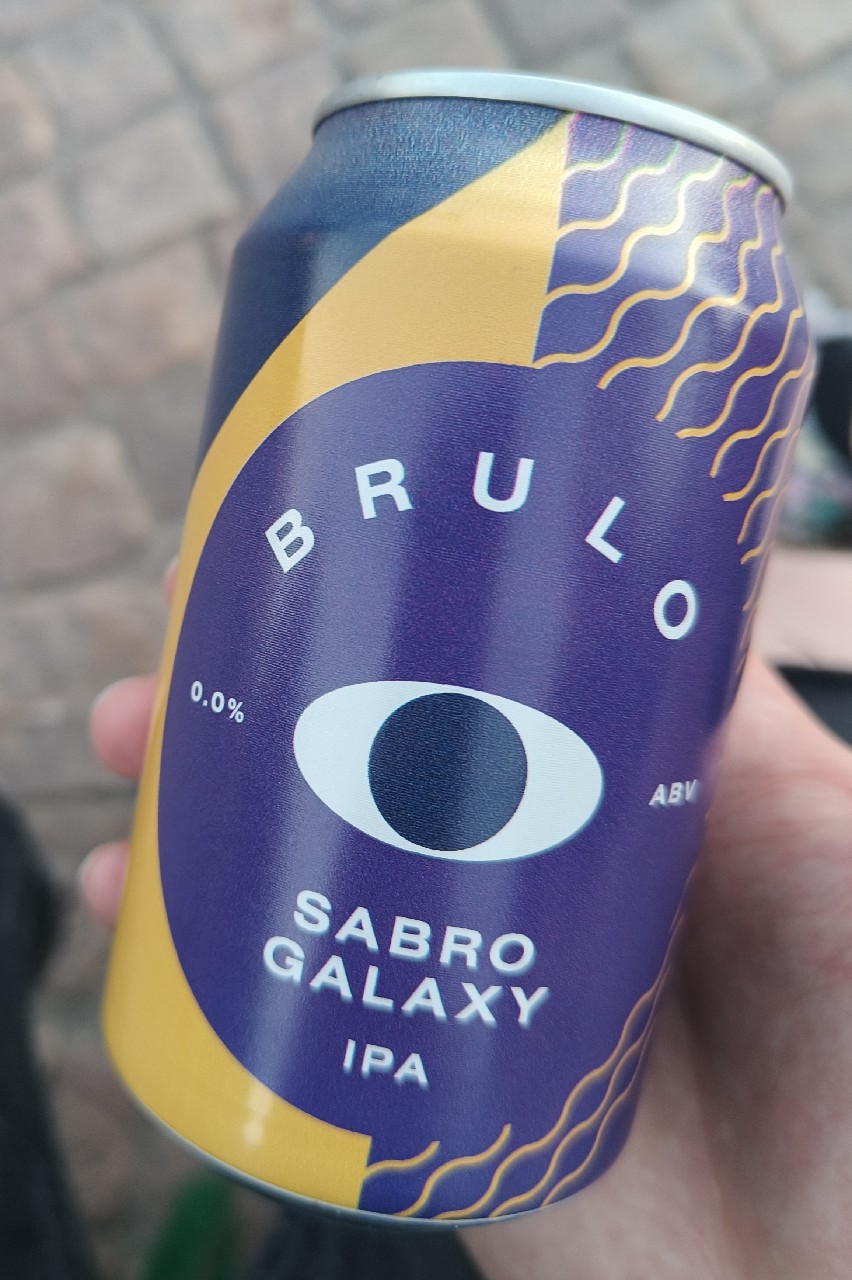 BRULO
0.0% ABV
SABRO
GALAXY
IPA